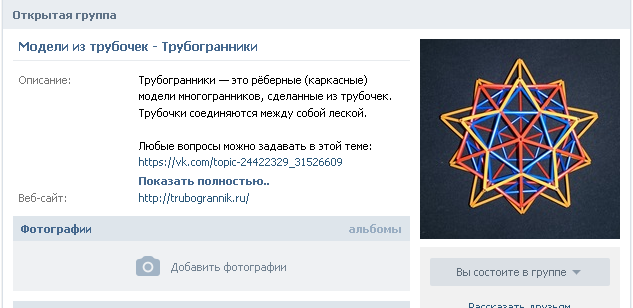 Открытая группа
Модели из трубочек - Трубогранники
Описание:
Трубогранники — это рёберные (каркасные)
модели многогранников, сделанные из трубочек.
Трубочки соединяются между собой леской.
Любые вопросы можно задавать в этой теме:
https://vk.com/topic-24422329_31526609
Показать полностью..
Веб-сайт:
http://trubogrannik.ru/
Фотографии
альбомы
Добавить фотографии
Вы состоите в группе
Рассказать друзьям